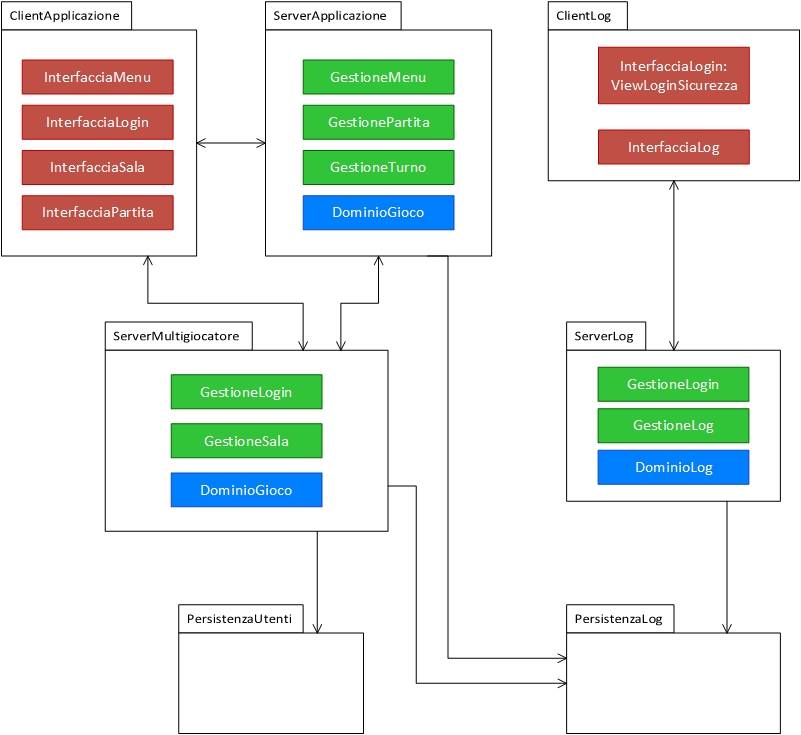 ClientApplicazione
InterfacciaMenu
InterfacciaLogin
InterfacciaSala
InterfacciaPartita
ServerApplicazione
GestioneMenu
GestionePartita
GestioneTurno
DominioGioco
ClientLog
InterfacciaLogin:
ViewLoginSicurezza
InterfacciaLog
ServerMultigiocatore
GestioneLogin
GestioneSala
DominioGioco
ServerLog
GestioneLogin
GestioneLog
DominioLog
PersistenzaUtenti
PersistenzaLog